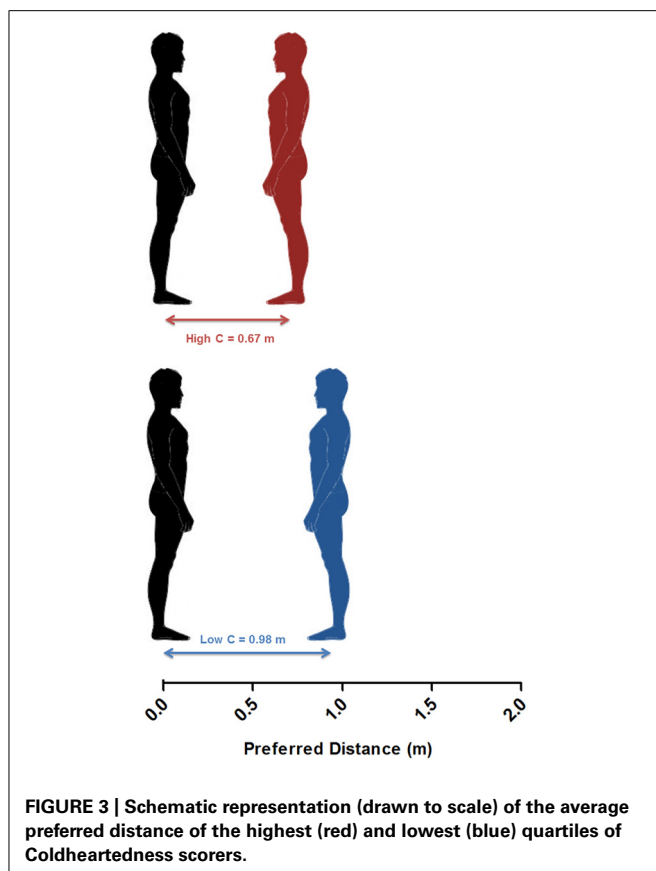 High C = 0.67 m
Low C = 0.98 m
0.0 0.5 1.0 1.5 2.0
Preferred Distance (m)
FIGURE 3 | Schematic representation (drawn to scale) of the average
preferred distance of the highest (red) and lowest (blue) quartiles of
Coldheartedness scorers.